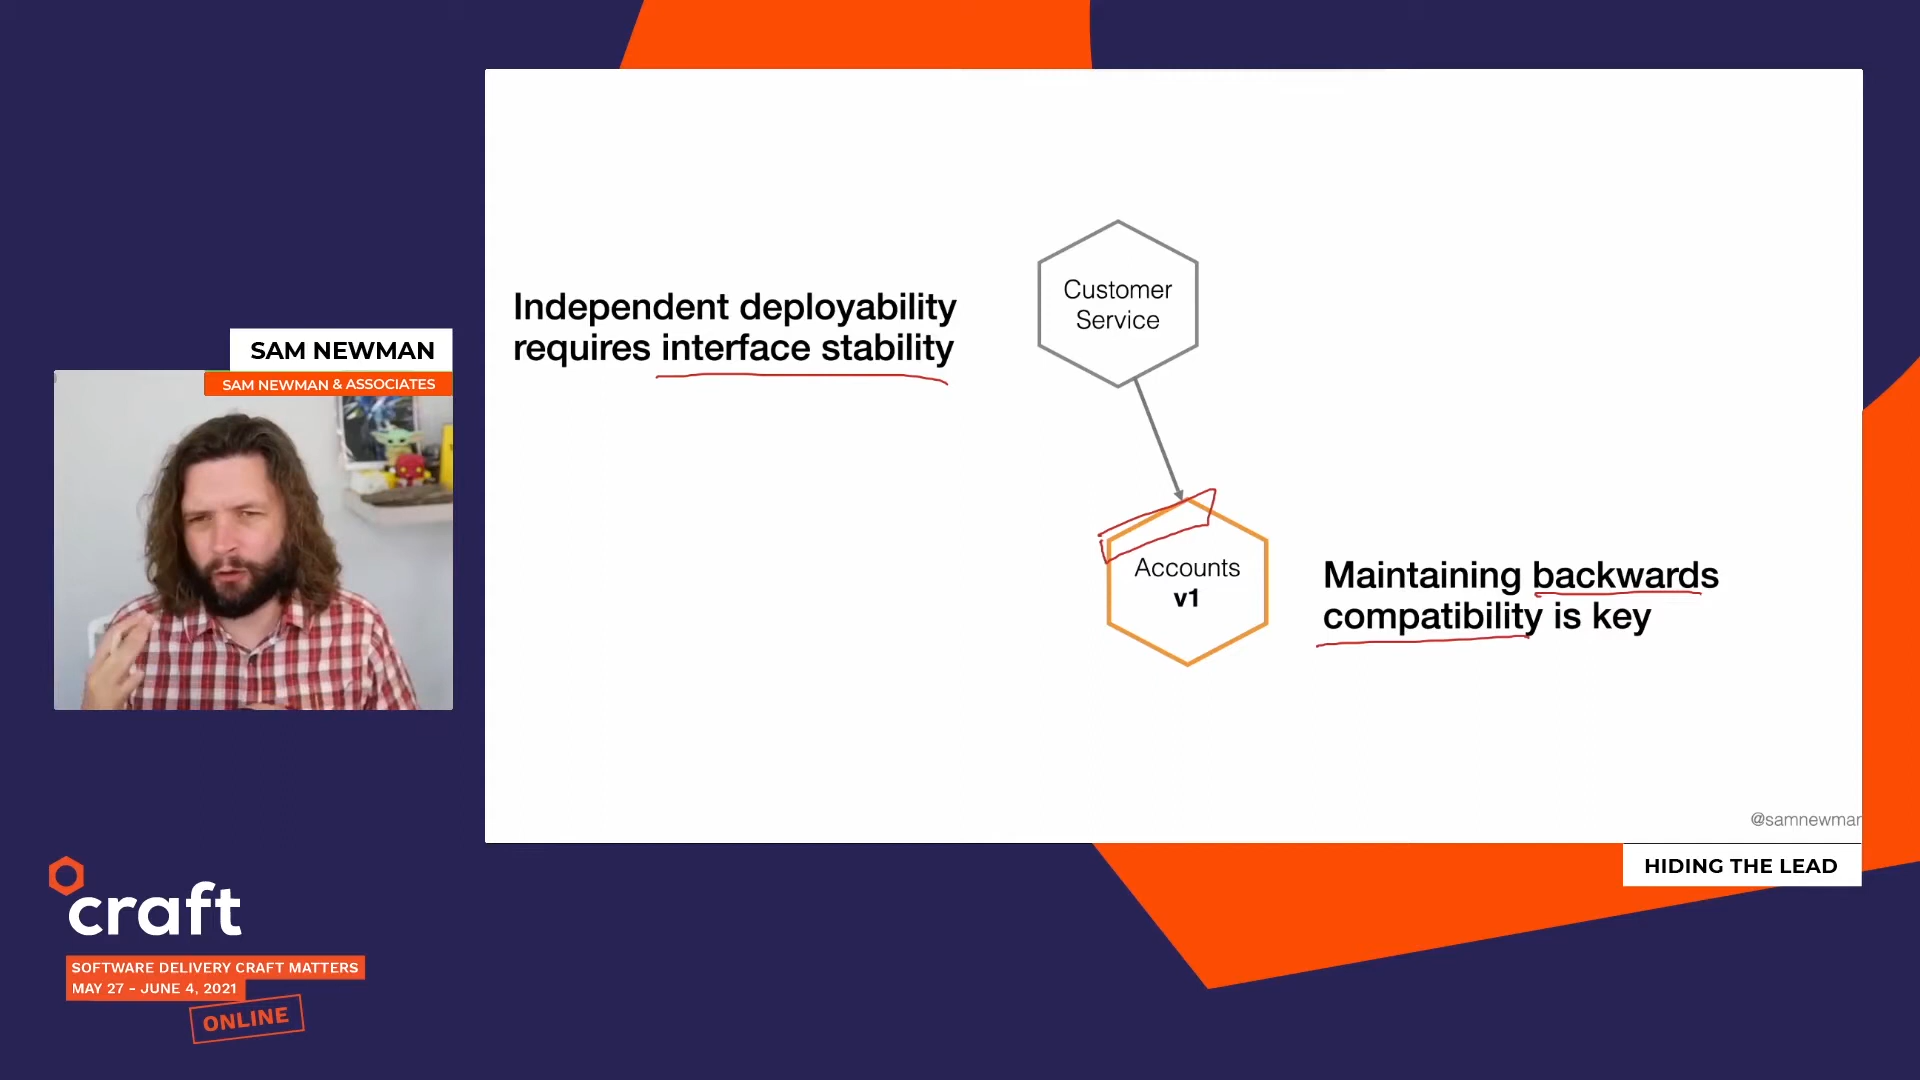 SAM NEWMAN
SAM NEWMAN & ASSOCIATES
Independent deployability
requires interface stability
Customer
Service
Accounts
v1
Maintaining backwards
compatibility is key
@samnewman
HIDING THE LEAD
craft
SOFTWARE DELIVERY CRAFT MATTERS
MAY 27 - JUNE 4, 2021
ONLINE